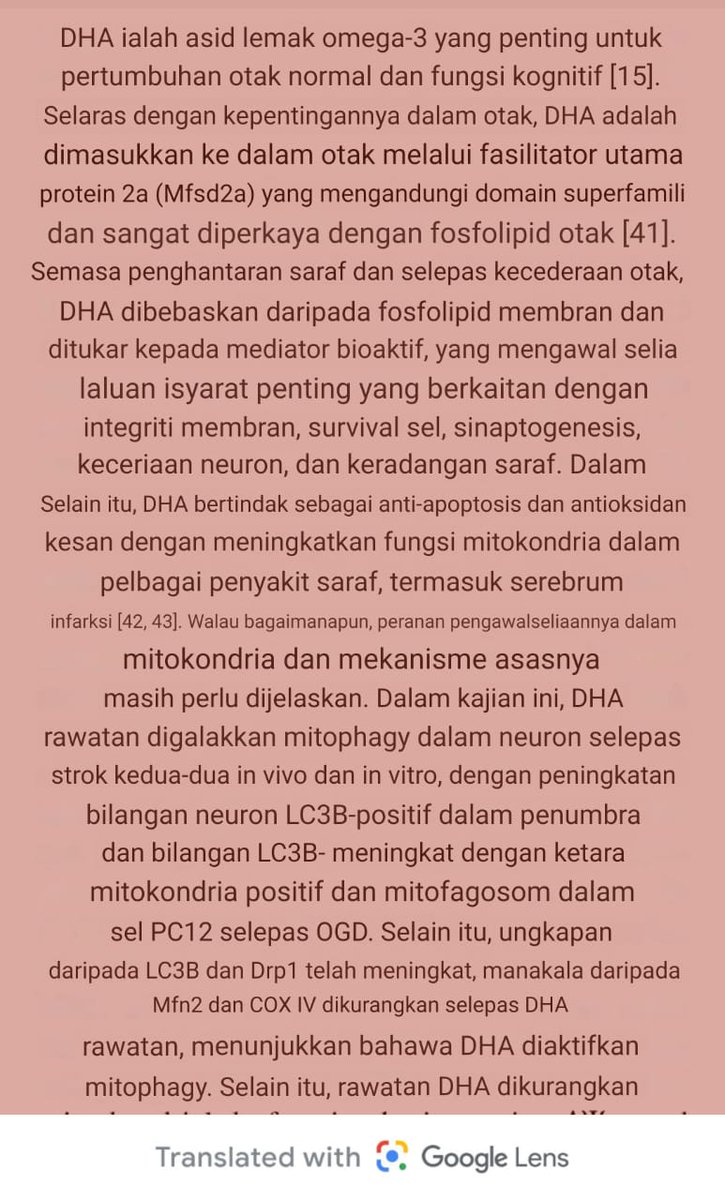 DHA ialah asid lemak omega-3 yang penting untuk
pertumbuhan otak normal dan fungsi kognitif [15].
Selaras dengan kepentingannya dalam otak, DHA adalah
dimasukkan ke dalam otak melalui fasilitator utama
protein 2a (Mfsd2a) yang mengandungi domain superfamili
dan sangat diperkaya dengan fosfolipid otak [41].
Semasa penghantaran saraf dan selepas kecederaan otak,
DHA dibebaskan daripada fosfolipid membran dan
ditukar kepada mediator bioaktif, yang mengawal selia
laluan isyarat penting yang berkaitan dengan
integriti membran, survival sel, sinaptogenesis,
keceriaan neuron, dan keradangan saraf. Dalam
Selain itu, DHA bertindak sebagai anti-apoptosis dan antioksidan
kesan dengan meningkatkan fungsi mitokondria dalam
pelbagai penyakit saraf, termasuk serebrum
infarksi [42, 43]. Walau bagaimanapun, peranan pengawalseliaannya dalam
mitokondria dan mekanisme asasnya
masih perlu dijelaskan. Dalam kajian ini, DHA
rawatan digalakkan mitophagy dalam neuron selepas
strok kedua-dua in vivo dan in vitro, dengan peningkatan
bilangan neuron LC3B-positif dalam penumbra
dan bilangan LC3B- meningkat dengan ketara
mitokondria positif dan mitofagosom dalam
sel PC12 selepas OGD. Selain itu, ungkapan
daripada LC3B dan Drp1 telah meningkat, manakala daripada
Mfn2 dan COX IV dikurangkan selepas DHA
rawatan, menunjukkan bahawa DHA diaktifkan
mitophagy. Selain itu, rawatan DHA dikurangkan
Translated with Google Lens